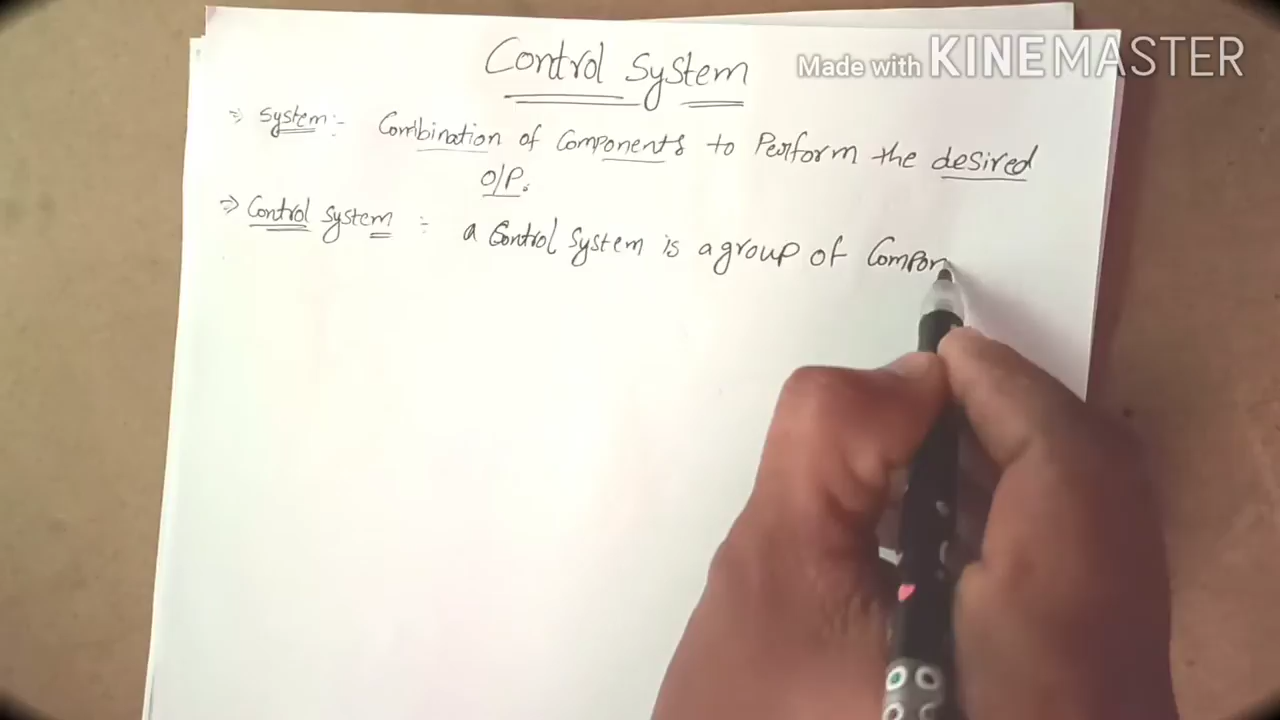 Control System
Made with KINEMASTER
⇒ System :- Combination of Components to Perform the desired
O/P.
⇒ Control System :- a Control System is a group of Compon